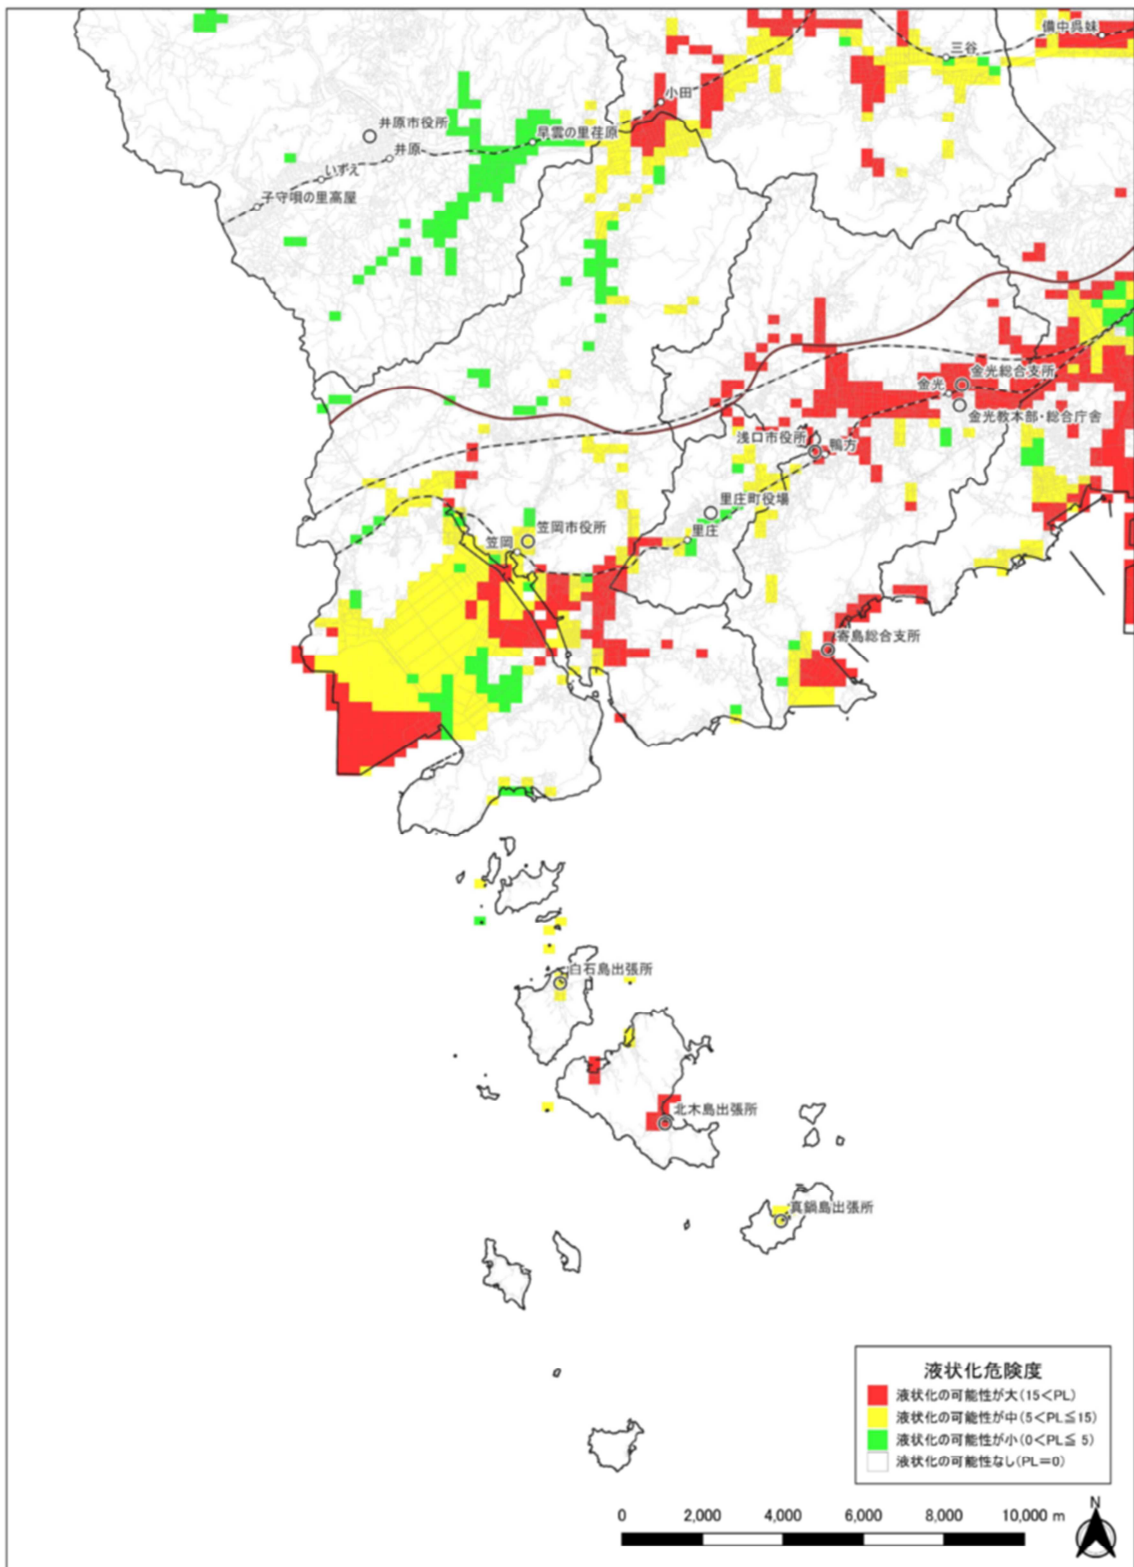 備中呉妹
三谷
小田
井原市役所
早雲の里荏原
井原
いずえ
子守唄の里高屋
金光総合支所
金光
金光教本部・総合庁舎
浅口市役所
鴨方
里庄町役場
笠岡市役所
里庄
笠岡
寄島総合支所
白石島出張所
北木島出張所
真鍋島出張所
液状化危険度
液状化の可能性が大(15<PL)
液状化の可能性が中(5<PL≦15)
液状化の可能性が小(0<PL≦ 5)
液状化の可能性なし(PL=0)
0 2,000 4,000 6,000 8,000 10,000 m
N